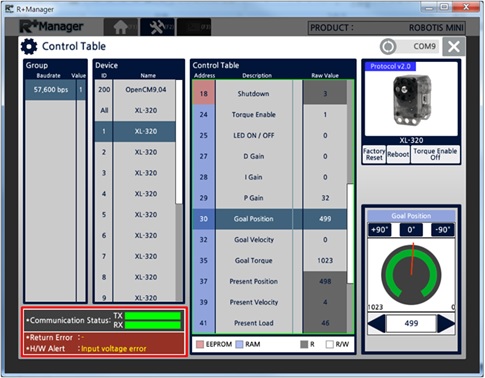 R+Manager
R+Manager
PRODUCT : ROBOTIS MINI
Control Table
COM9
Group
Baudrate Value
57,600 bps 1
Device
ID Name
200 OpenCM9.04
All XL-320
1 XL-320
2 XL-320
3 XL-320
4 XL-320
5 XL-320
6 XL-320
7 XL-320
8 XL-320
9 XL-320
Control Table
Address Description Raw Value
18 Shutdown 3
24 Torque Enable 1
25 LED ON / OFF 0
27 D Gain 0
28 I Gain 0
29 P Gain 32
30 Goal Position 499
32 Goal Velocity 0
35 Goal Torque 1023
37 Present Position 498
39 Present Velocity 4
41 Present Load 46
EEPROM RAM R R/W
Protocol v2.0
XL-320
Factory Reset
Reboot
Torque Enable Off
Goal Position
+90° 0° -90°
1023 0
499
*Communication Status: TX
RX
*Return Error : -
*H/W Alert : Input voltage error